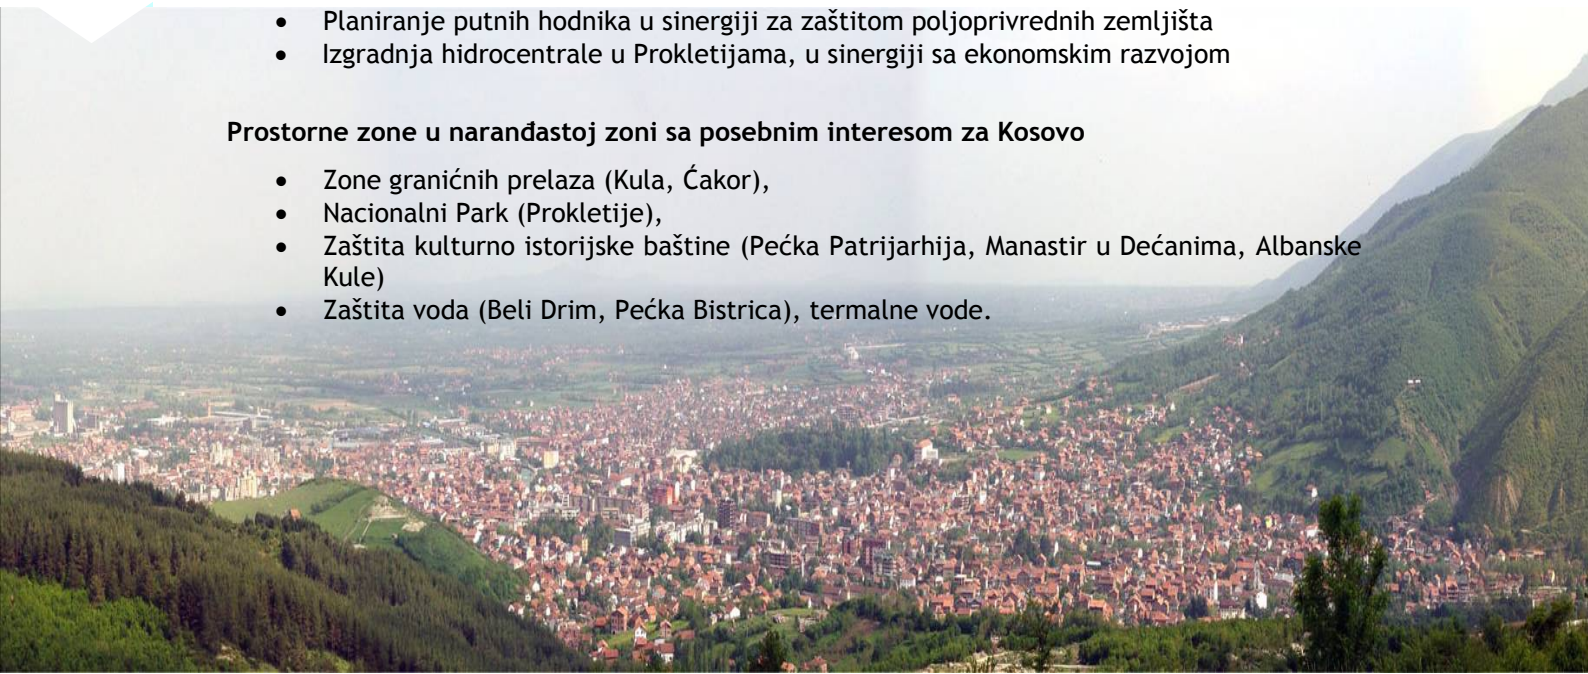 • Planiranje putnih hodnika u sinergiji za zaštitom poljoprivrednih zemljišta
• Izgradnja hidrocentrale u Prokletijama, u sinergiji sa ekonomskim razvojom
Prostorne zone u naranđastoj zoni sa posebnim interesom za Kosovo
• Zone granićnih prelaza (Kula, Ćakor),
• Nacionalni Park (Prokletije),
• Zaštita kulturno istorijske baštine (Pećka Patrijarhija, Manastir u Dećanima, Albanske
Kule)
• Zaštita voda (Beli Drim, Pećka Bistrica), termalne vode.